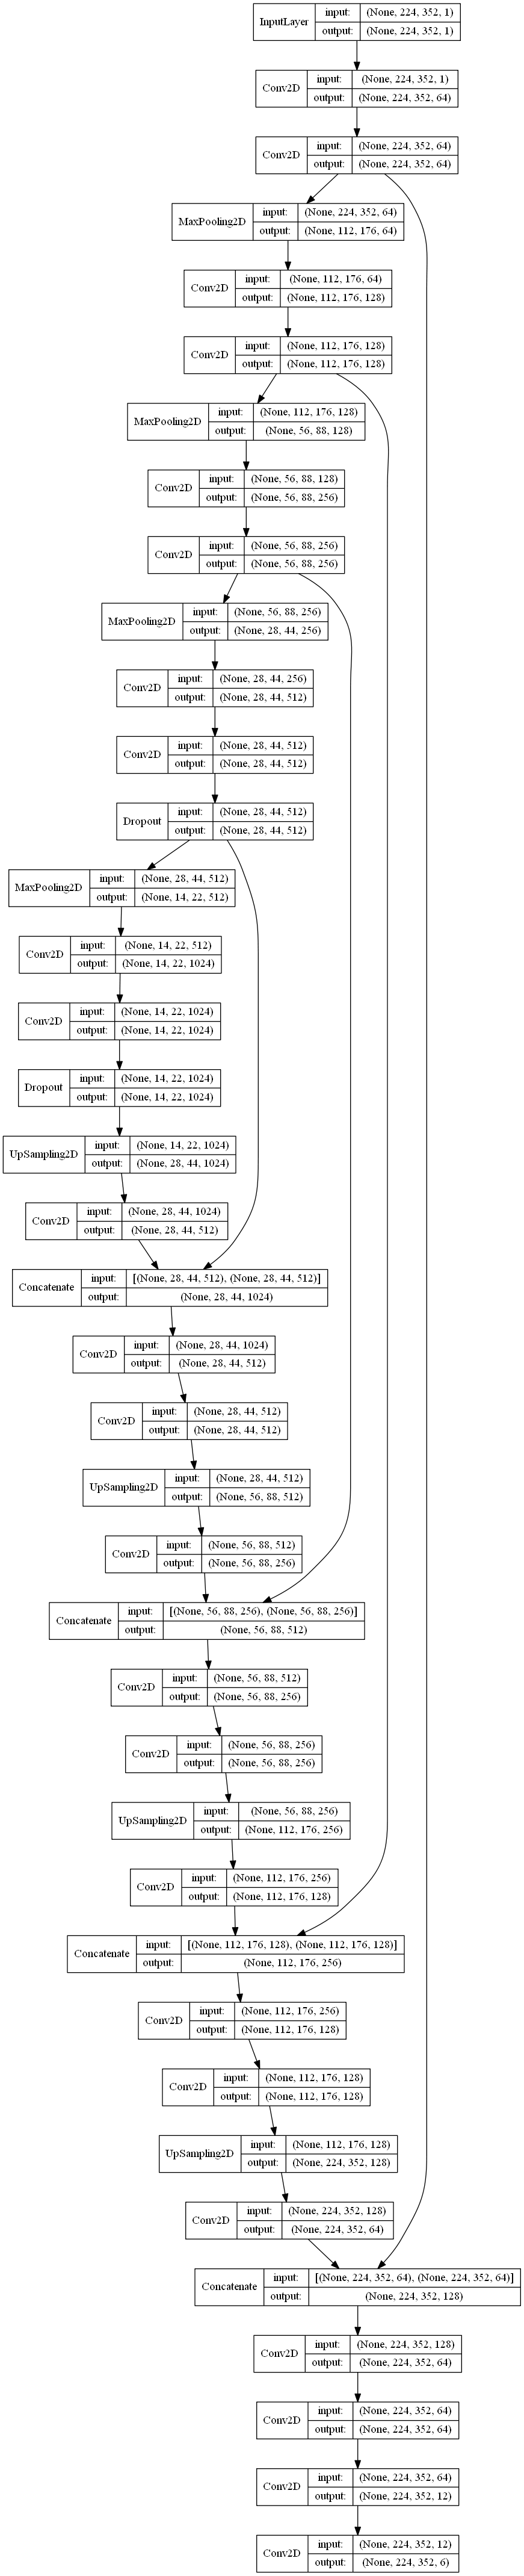 InputLayer input: (None, 224, 352, 1)
output: (None, 224, 352, 1)
Conv2D input: (None, 224, 352, 1)
output: (None, 224, 352, 64)
Conv2D input: (None, 224, 352, 64)
output: (None, 224, 352, 64)
MaxPooling2D input: (None, 224, 352, 64)
output: (None, 112, 176, 64)
Conv2D input: (None, 112, 176, 64)
output: (None, 112, 176, 128)
Conv2D input: (None, 112, 176, 128)
output: (None, 112, 176, 128)
MaxPooling2D input: (None, 112, 176, 128)
output: (None, 56, 88, 128)
Conv2D input: (None, 56, 88, 128)
output: (None, 56, 88, 256)
Conv2D input: (None, 56, 88, 256)
output: (None, 56, 88, 256)
MaxPooling2D input: (None, 56, 88, 256)
output: (None, 28, 44, 256)
Conv2D input: (None, 28, 44, 256)
output: (None, 28, 44, 512)
Conv2D input: (None, 28, 44, 512)
output: (None, 28, 44, 512)
Dropout input: (None, 28, 44, 512)
output: (None, 28, 44, 512)
MaxPooling2D input: (None, 28, 44, 512)
output: (None, 14, 22, 512)
Conv2D input: (None, 14, 22, 512)
output: (None, 14, 22, 1024)
Conv2D input: (None, 14, 22, 1024)
output: (None, 14, 22, 1024)
Dropout input: (None, 14, 22, 1024)
output: (None, 14, 22, 1024)
UpSampling2D input: (None, 14, 22, 1024)
output: (None, 28, 44, 1024)
Conv2D input: (None, 28, 44, 1024)
output: (None, 28, 44, 512)
Concatenate input: [(None, 28, 44, 512), (None, 28, 44, 512)]
output: (None, 28, 44, 1024)
Conv2D input: (None, 28, 44, 1024)
output: (None, 28, 44, 512)
Conv2D input: (None, 28, 44, 512)
output: (None, 28, 44, 512)
UpSampling2D input: (None, 28, 44, 512)
output: (None, 56, 88, 512)
Conv2D input: (None, 56, 88, 512)
output: (None, 56, 88, 256)
Concatenate input: [(None, 56, 88, 256), (None, 56, 88, 256)]
output: (None, 56, 88, 512)
Conv2D input: (None, 56, 88, 512)
output: (None, 56, 88, 256)
Conv2D input: (None, 56, 88, 256)
output: (None, 56, 88, 256)
UpSampling2D input: (None, 56, 88, 256)
output: (None, 112, 176, 256)
Conv2D input: (None, 112, 176, 256)
output: (None, 112, 176, 128)
Concatenate input: [(None, 112, 176, 128), (None, 112, 176, 128)]
output: (None, 112, 176, 256)
Conv2D input: (None, 112, 176, 256)
output: (None, 112, 176, 128)
Conv2D input: (None, 112, 176, 128)
output: (None, 112, 176, 128)
UpSampling2D input: (None, 112, 176, 128)
output: (None, 224, 352, 128)
Conv2D input: (None, 224, 352, 128)
output: (None, 224, 352, 64)
Concatenate input: [(None, 224, 352, 64), (None, 224, 352, 64)]
output: (None, 224, 352, 128)
Conv2D input: (None, 224, 352, 128)
output: (None, 224, 352, 64)
Conv2D input: (None, 224, 352, 64)
output: (None, 224, 352, 64)
Conv2D input: (None, 224, 352, 64)
output: (None, 224, 352, 12)
Conv2D input: (None, 224, 352, 12)
output: (None, 224, 352, 6)